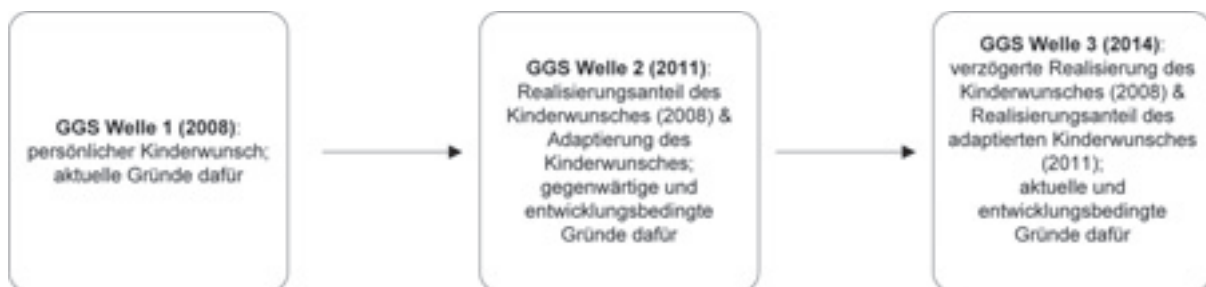 GGS Welle 1 (2008):
persönlicher Kinderwunsch;
aktuelle Gründe dafür
GGS Welle 2 (2011):
Realisierungsanteil des
Kinderwunsches (2008) &
Adaptierung des
Kinderwunsches;
gegenwärtige und
entwicklungsbedingte
Gründe dafür
GGS Welle 3 (2014):
verzögerte Realisierung des
Kinderwunsches (2008) &
Realisierungsanteil des
adaptierten Kinderwunsches
(2011);
aktuelle und
entwicklungsbedingte
Gründe dafür